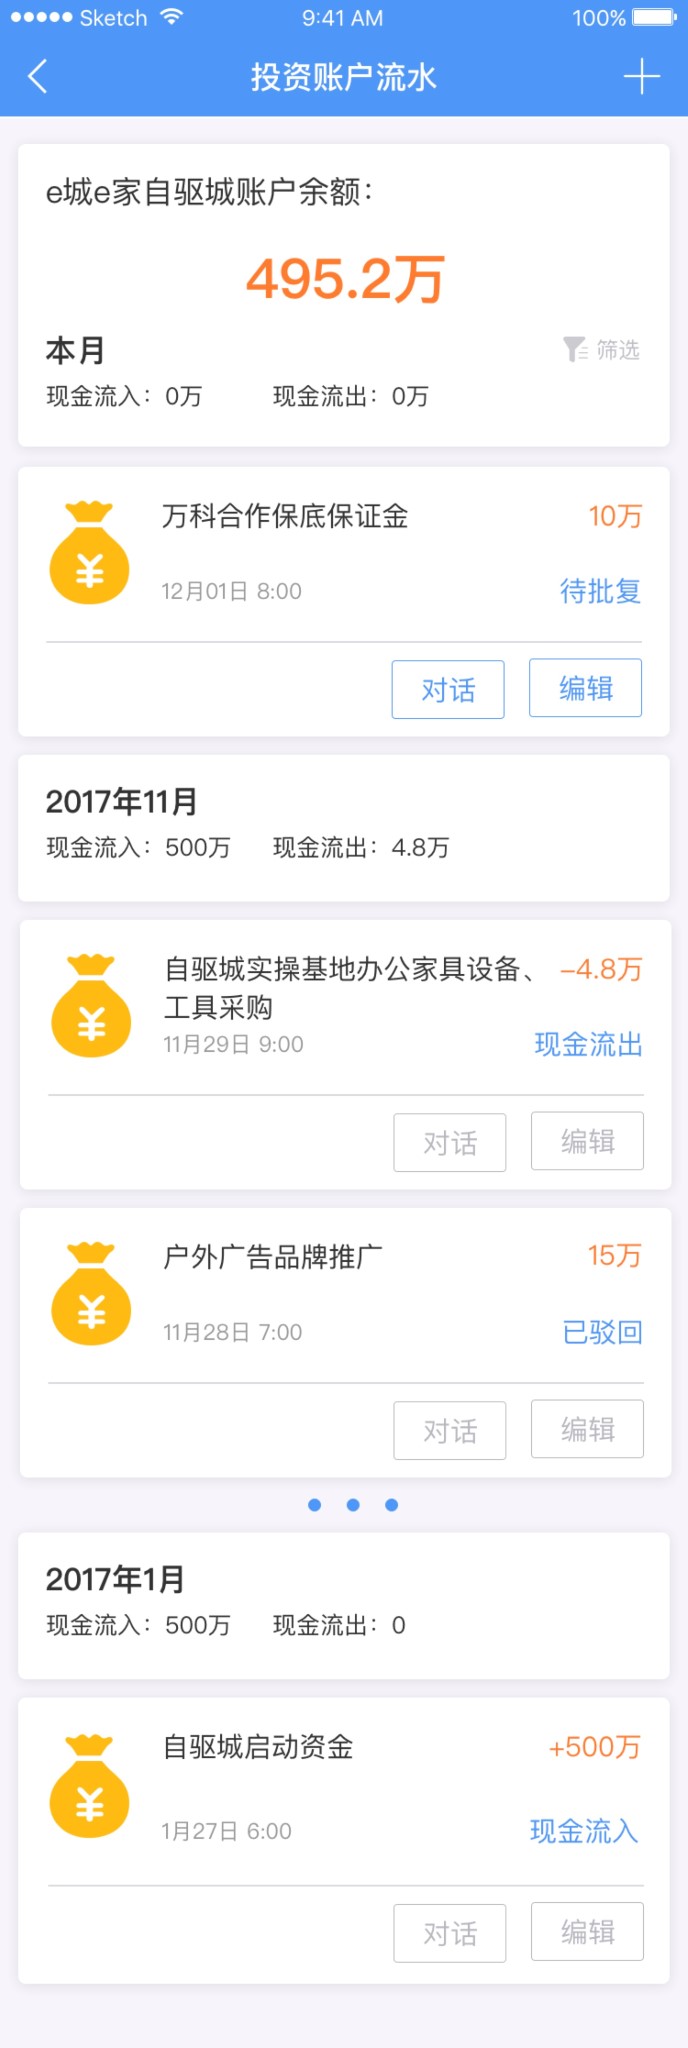 Sketch 9:41 AM 100%
投资账户流水
e城e家自驱城账户余额：
495.2万
本月 筛选
现金流入：0万 现金流出：0万
万科合作保底保证金 10万
12月01日 8:00 待批复
对话 编辑
2017年11月
现金流入：500万 现金流出：4.8万
自驱城实操基地办公家具设备、 –4.8万
工具采购
11月29日 9:00 现金流出
对话 编辑
户外广告品牌推广 15万
11月28日 7:00 已驳回
对话 编辑
2017年1月
现金流入：500万 现金流出：0
自驱城启动资金 +500万
1月27日 6:00 现金流入
对话 编辑